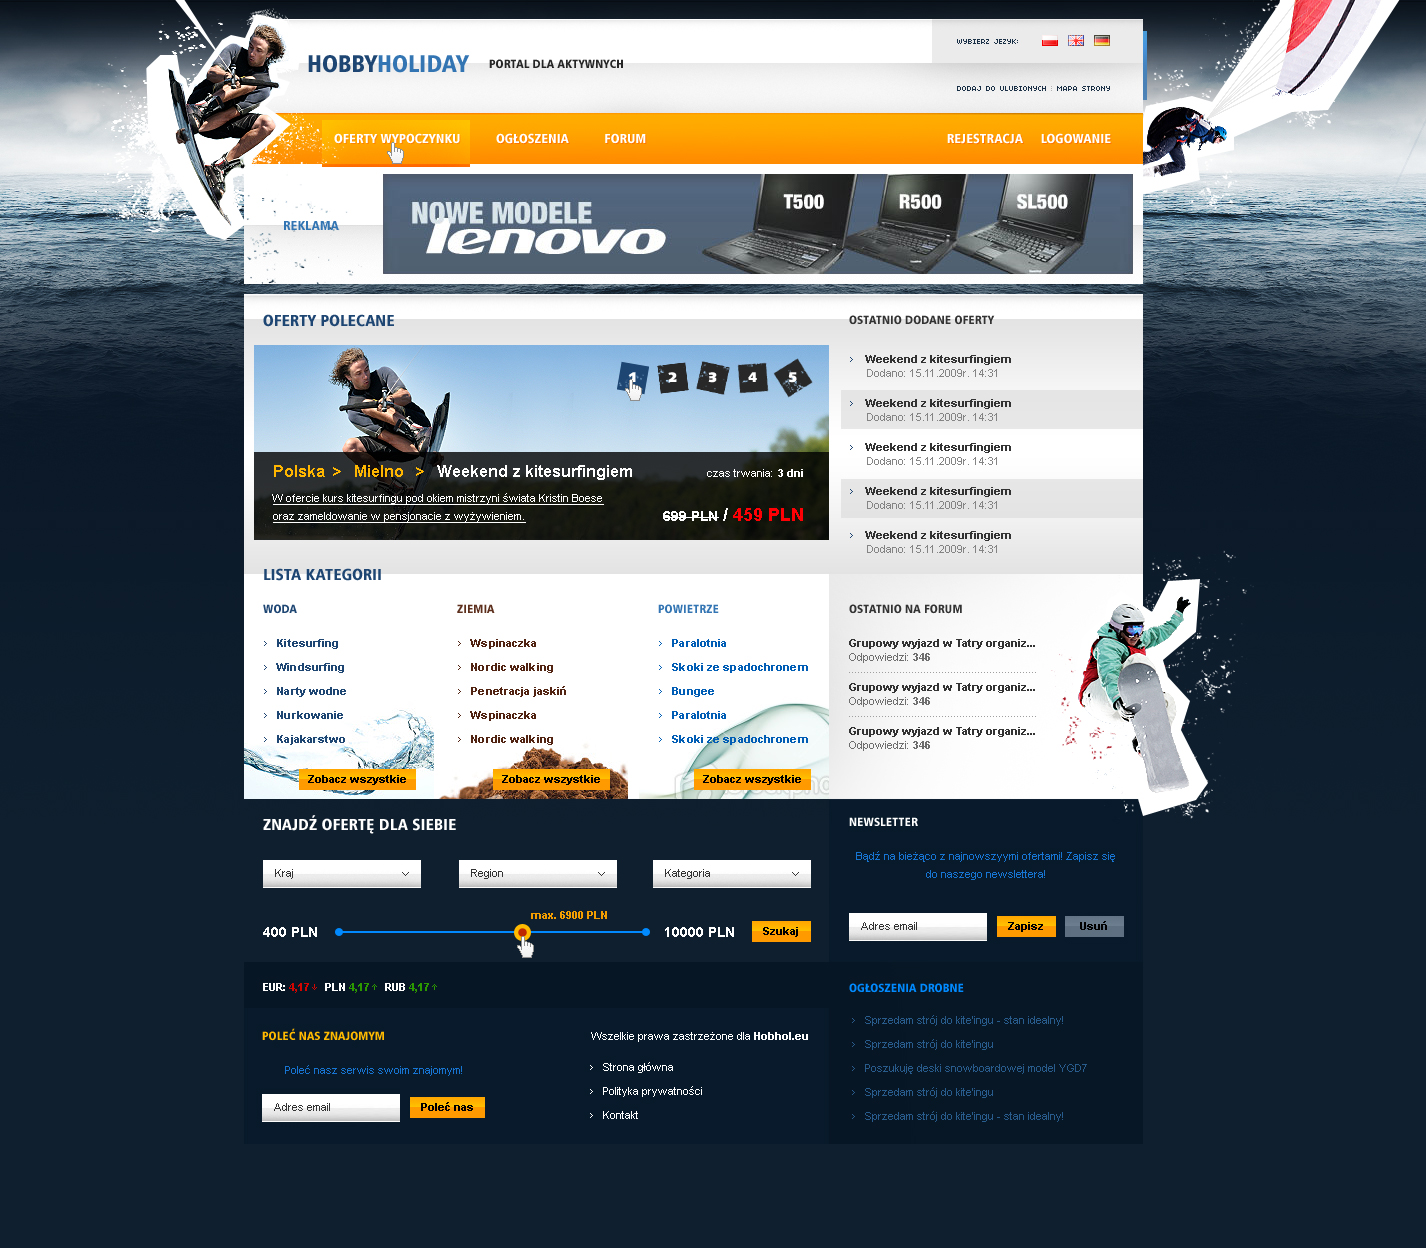 HOBBYHOLIDAY PORTAL DLA AKTYWNYCH
WYBIERZ JEZYK:
DODAJ DO ULUBIONYCH | MAPA STRONY
OFERTY WYPOCZYNKU OGŁOSZENIA FORUM REJESTRACJA LOGOWANIE
REKLAMA
NOWE MODELE
lenovo
T500 R500 SL500
OFERTY POLECANE
1 2 3 4 5
Polska > Mielno > Weekend z kitesurfingiem
czas trwania: 3 dni
W ofercie kurs kitesurfingu pod okiem mistrzyni świata Kristin Boese
oraz zameldowanie w pensjonacie z wyżywieniem.
699 PLN / 459 PLN
OSTATNIO DODANE OFERTY
Weekend z kitesurfingiem
Dodano: 15.11.2009r. 14:31
Weekend z kitesurfingiem
Dodano: 15.11.2009r. 14:31
Weekend z kitesurfingiem
Dodano: 15.11.2009r. 14:31
Weekend z kitesurfingiem
Dodano: 15.11.2009r. 14:31
Weekend z kitesurfingiem
Dodano: 15.11.2009r. 14:31
LISTA KATEGORII
WODA
Kitesurfing
Windsurfing
Narty wodne
Nurkowanie
Kajakarstwo
Zobacz wszystkie
ZIEMIA
Wspinaczka
Nordic walking
Penetracja jaskiń
Wspinaczka
Nordic walking
Zobacz wszystkie
POWIETRZE
Paralotnia
Skoki ze spadochronem
Bungee
Paralotnia
Skoki ze spadochronem
Zobacz wszystkie
OSTATNIO NA FORUM
Grupowy wyjazd w Tatry organiz...
Odpowiedzi: 346
Grupowy wyjazd w Tatry organiz...
Odpowiedzi: 346
Grupowy wyjazd w Tatry organiz...
Odpowiedzi: 346
ZNAJDŹ OFERTĘ DLA SIEBIE
Kraj Region Kategoria
max. 6900 PLN
400 PLN 10000 PLN Szukaj
NEWSLETTER
Bądź na bieżąco z najnowszyymi ofertami! Zapisz się
do naszego newslettera!
Adres email Zapisz Usuń
EUR: 4,17 PLN 4,17 RUB 4,17
POLEĆ NAS ZNAJOMYM
Poleć nasz serwis swoim znajomym!
Adres email Poleć nas
Wszelkie prawa zastrzeżone dla Hobhol.eu
Strona główna
Polityka prywatności
Kontakt
OGŁOSZENIA DROBNE
Sprzedam strój do kite'ingu - stan idealny!
Sprzedam strój do kite'ingu
Poszukuję deski snowboardowej model YGD7
Sprzedam strój do kite'ingu
Sprzedam strój do kite'ingu - stan idealny!